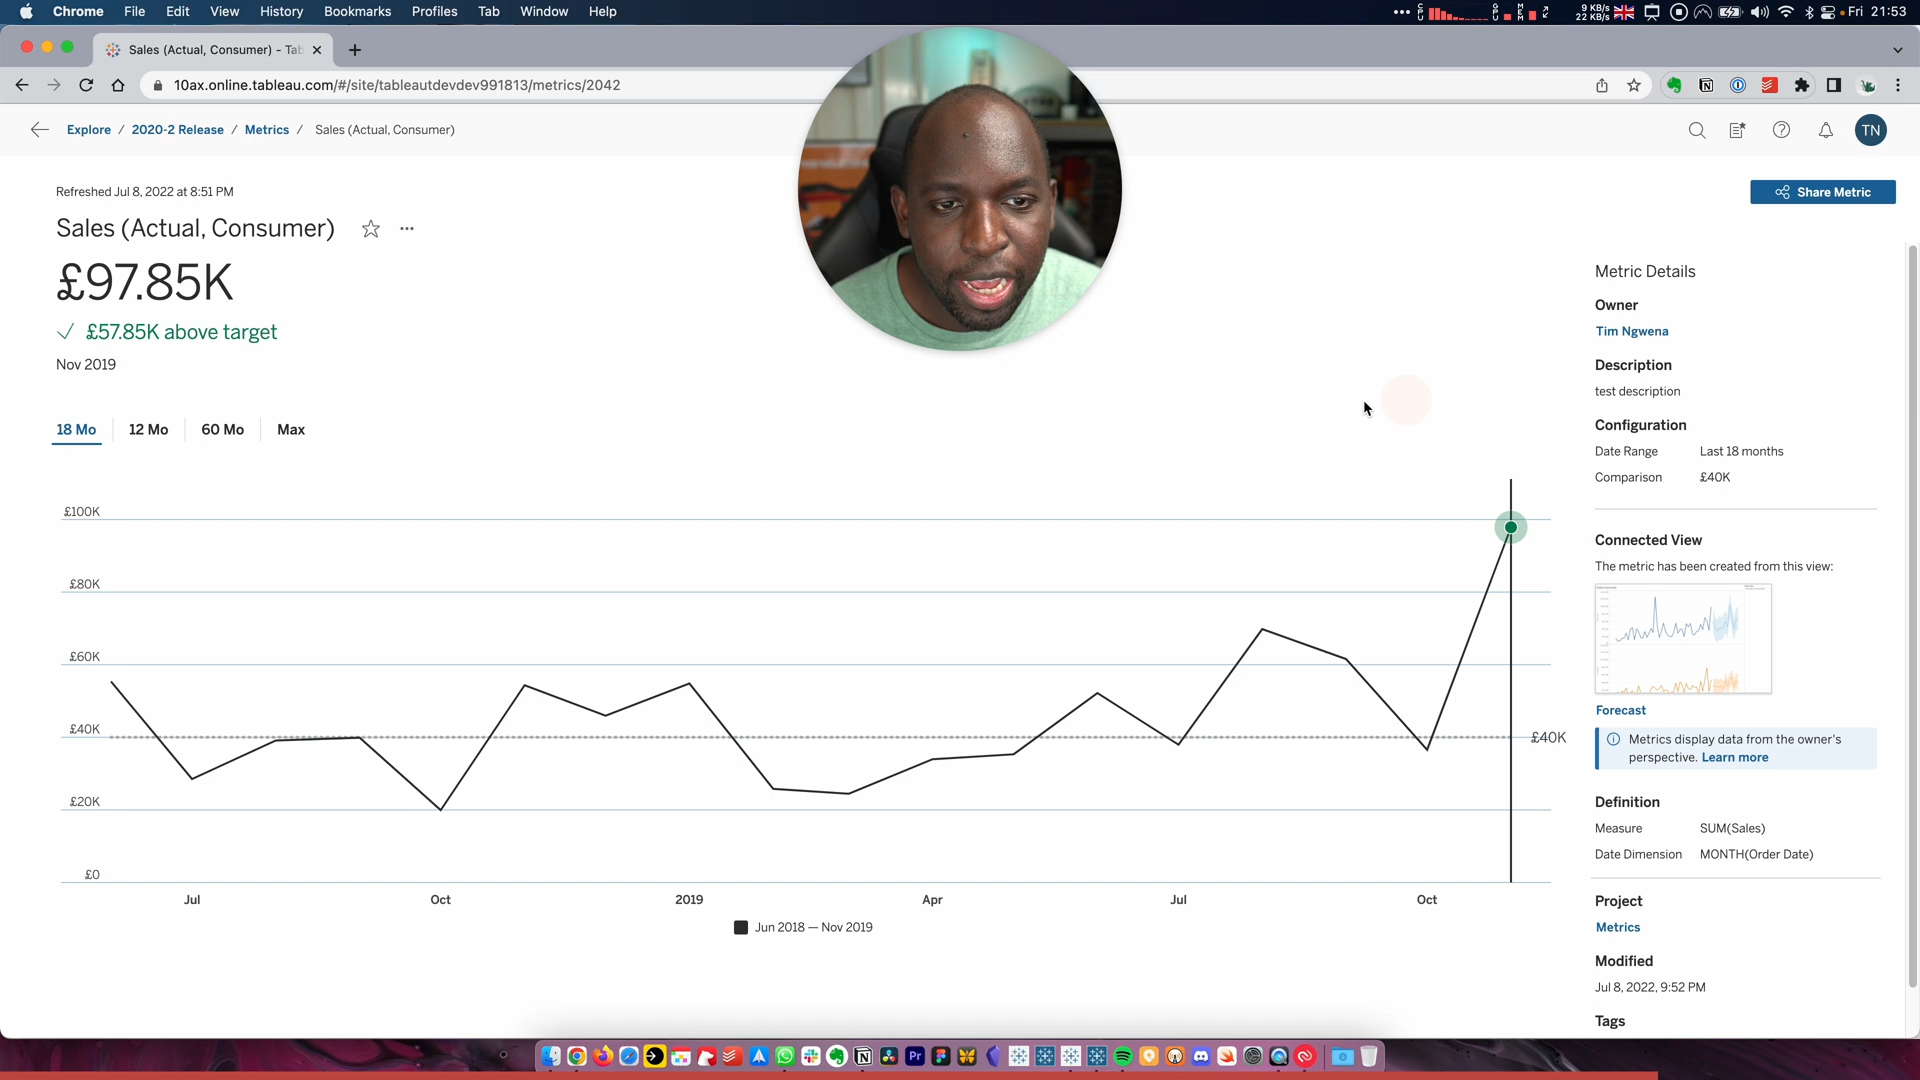 Chrome File Edit View History Bookmarks Profiles Tab Window Help
9 KB/s
22 KB/s
Fri 21:53
Sales (Actual, Consumer) - Tab
10ax.online.tableau.com/#/site/tableautdevdev991813/metrics/2042
Explore / 2020-2 Release / Metrics / Sales (Actual, Consumer)
TN
Refreshed Jul 8, 2022 at 8:51 PM
Share Metric
Sales (Actual, Consumer)
£97.85K
£57.85K above target
Nov 2019
18 Mo 12 Mo 60 Mo Max
£100K
£80K
£60K
£40K
£20K
£0
£40K
Jul Oct 2019 Apr Jul Oct
Jun 2018 — Nov 2019
Metric Details
Owner
Tim Ngwena
Description
test description
Configuration
Date Range Last 18 months
Comparison £40K
Connected View
The metric has been created from this view:
Forecast
Metrics display data from the owner's
perspective. Learn more
Definition
Measure SUM(Sales)
Date Dimension MONTH(Order Date)
Project
Metrics
Modified
Jul 8, 2022, 9:52 PM
Tags